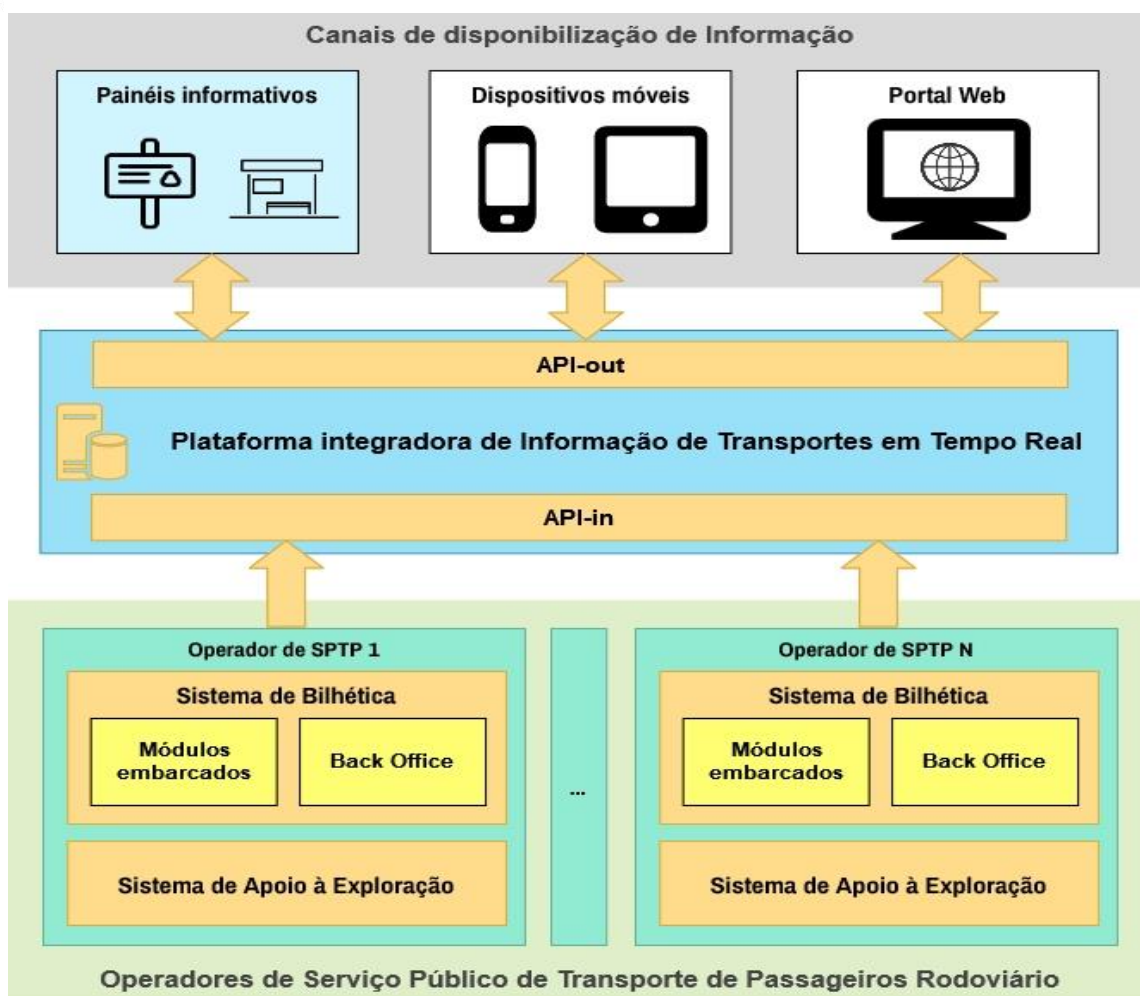 Canais de disponibilização de Informação
Painéis informativos
Dispositivos móveis
Portal Web
API-out
Plataforma integradora de Informação de Transportes em Tempo Real
API-in
Operador de SPTP 1
Sistema de Bilhética
Módulos
embarcados
Back Office
Sistema de Apoio à Exploração
...
Operador de SPTP N
Sistema de Bilhética
Módulos
embarcados
Back Office
Sistema de Apoio à Exploração
Operadores de Serviço Público de Transporte de Passageiros Rodoviário